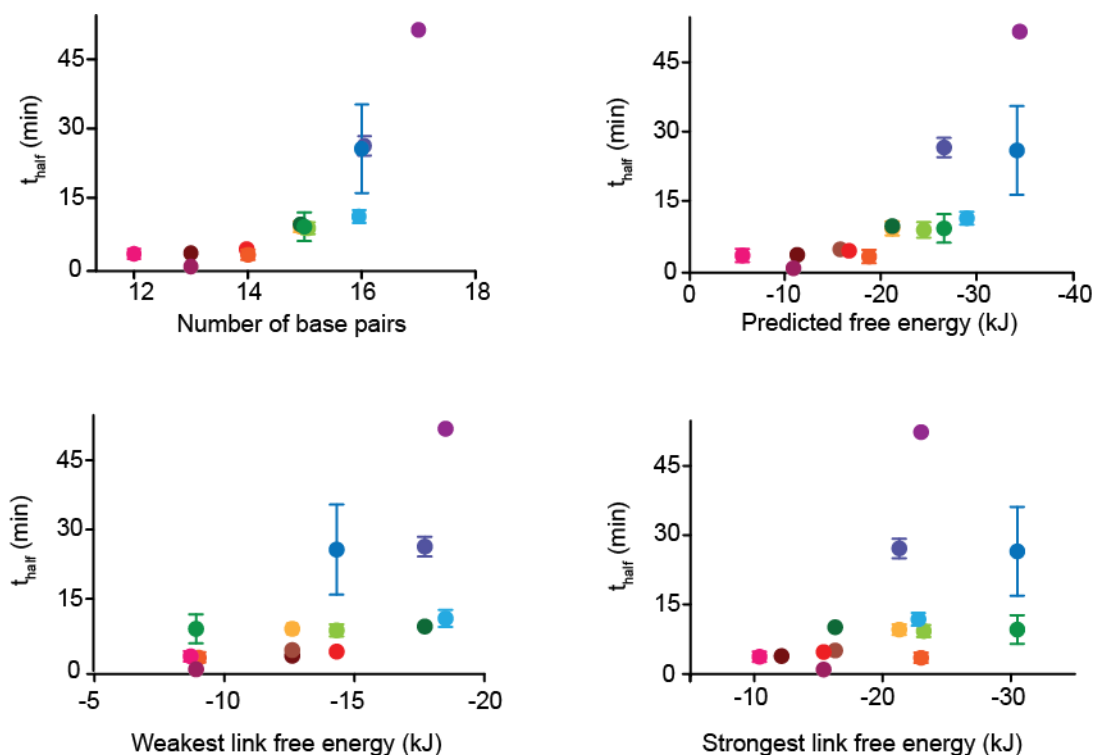 t_half (min)
45
30
15
0
12 14 16 18
Number of base pairs
t_half (min)
45
30
15
0
0 -10 -20 -30 -40
Predicted free energy (kJ)
t_half (min)
45
30
15
0
-5 -10 -15 -20
Weakest link free energy (kJ)
t_half (min)
45
30
15
0
-10 -20 -30
Strongest link free energy (kJ)